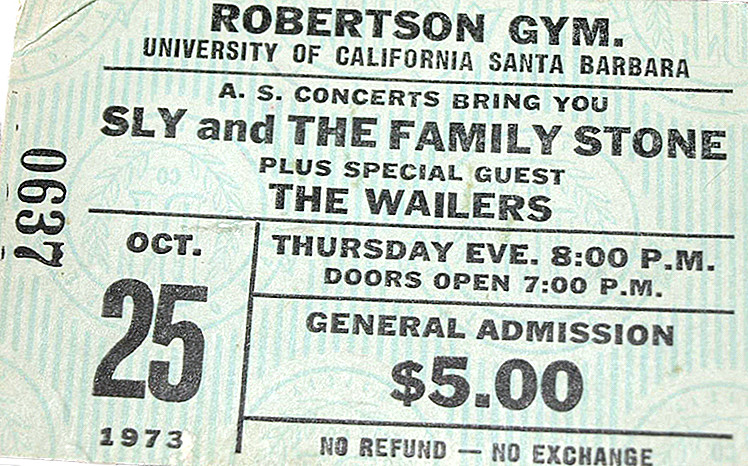 ROBERTSON GYM.
UNIVERSITY OF CALIFORNIA SANTA BARBARA
A. S. CONCERTS BRING YOU
SLY and THE FAMILY STONE
PLUS SPECIAL GUEST
THE WAILERS
0637
OCT.
25
1973
THURSDAY EVE. 8:00 P.M.
DOORS OPEN 7:00 P.M.
GENERAL ADMISSION
$5.00
NO REFUND — NO EXCHANGE